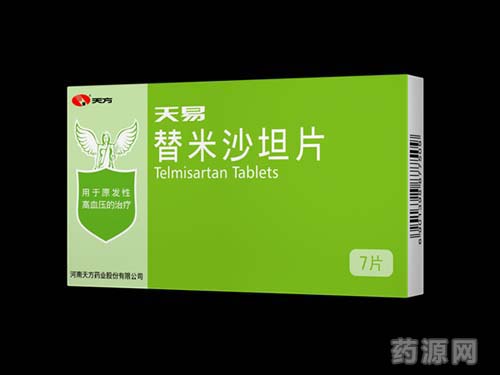 天方
天易
替米沙坦片
Telmisartan Tablets
用于原发性
高血压的治疗
河南天方药业股份有限公司
7片
药源网